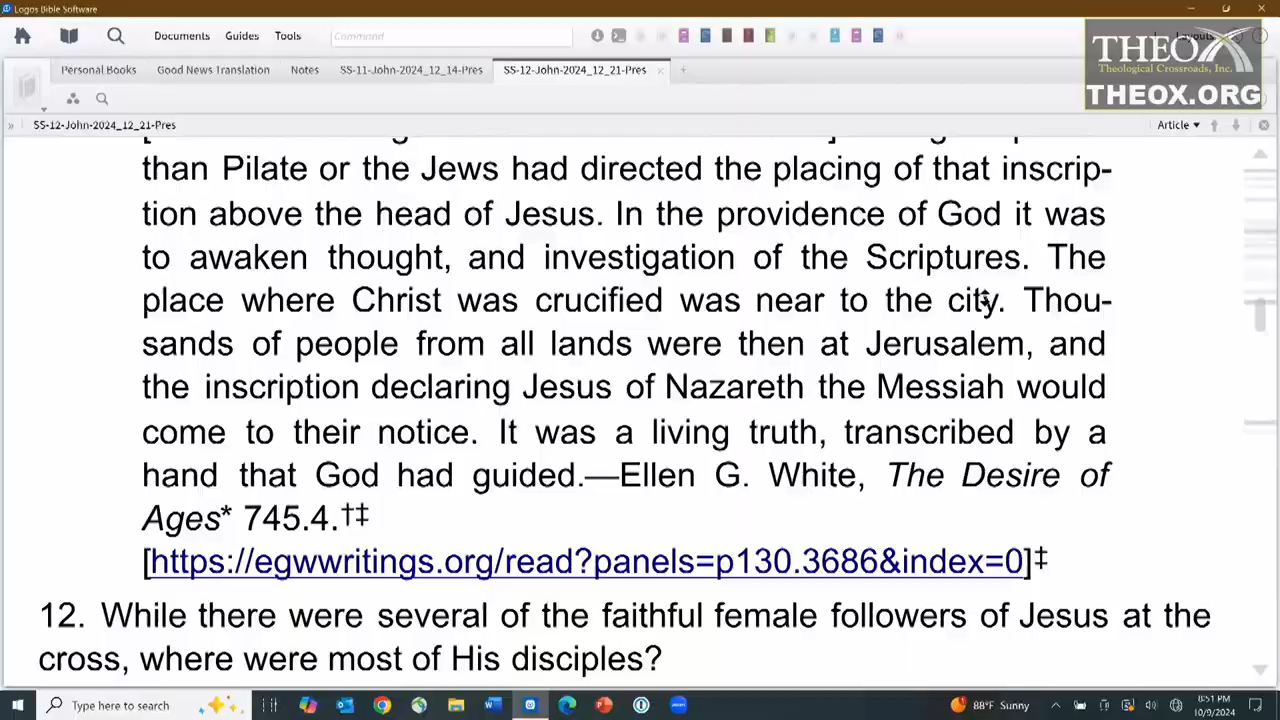 Logos Bible Software
Documents Guides Tools Command
THEOX
Theological Crossroads, Inc.
THEOX.ORG
Personal Books Good News Translation Notes SS-12-John-2024_12_21-Pres
SS-12-John-2024_12_21-Pres Article
than Pilate or the Jews had directed the placing of that inscrip-
tion above the head of Jesus. In the providence of God it was
to awaken thought, and investigation of the Scriptures. The
place where Christ was crucified was near to the city. Thou-
sands of people from all lands were then at Jerusalem, and
the inscription declaring Jesus of Nazareth the Messiah would
come to their notice. It was a living truth, transcribed by a
hand that God had guided.—Ellen G. White, The Desire of
Ages* 745.4.†‡
[https://egwwritings.org/read?panels=p130.3686&index=0]‡
12. While there were several of the faithful female followers of Jesus at the
cross, where were most of His disciples?
Type here to search 88°F Sunny 8:51 PM
10/9/2024